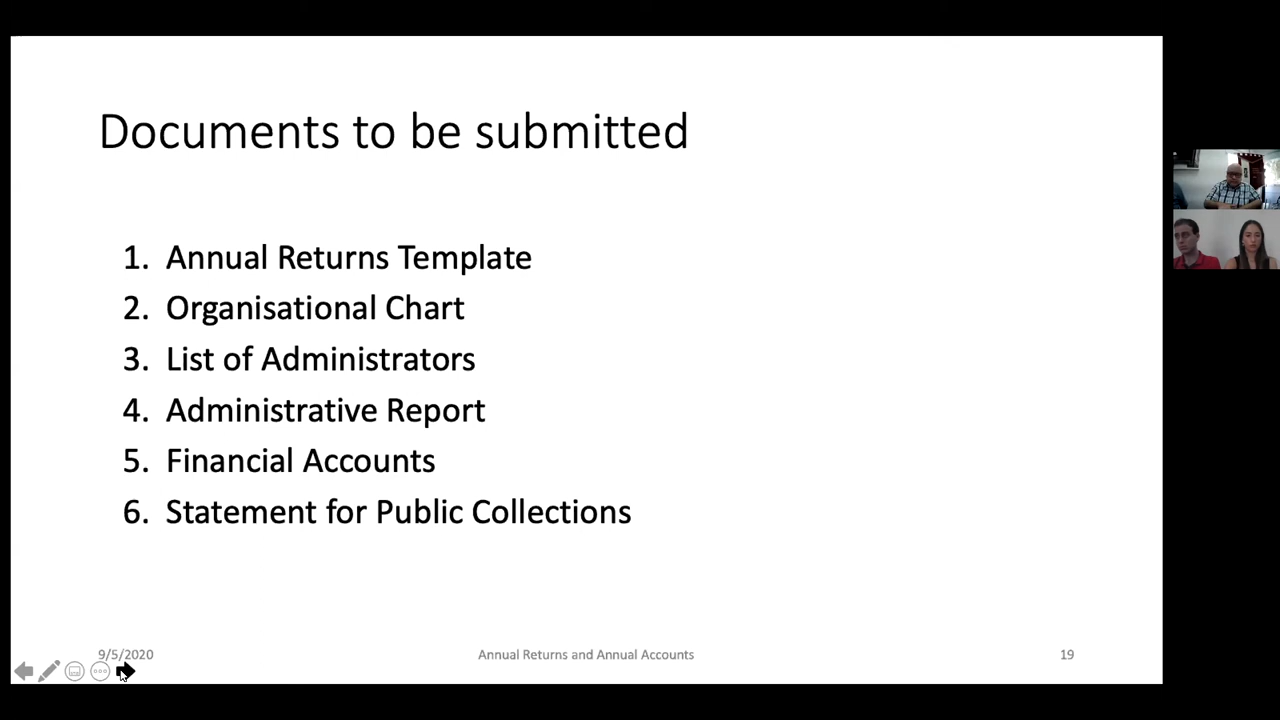 Documents to be submitted
1. Annual Returns Template
2. Organisational Chart
3. List of Administrators
4. Administrative Report
5. Financial Accounts
6. Statement for Public Collections
9/5/2020
Annual Returns and Annual Accounts
19